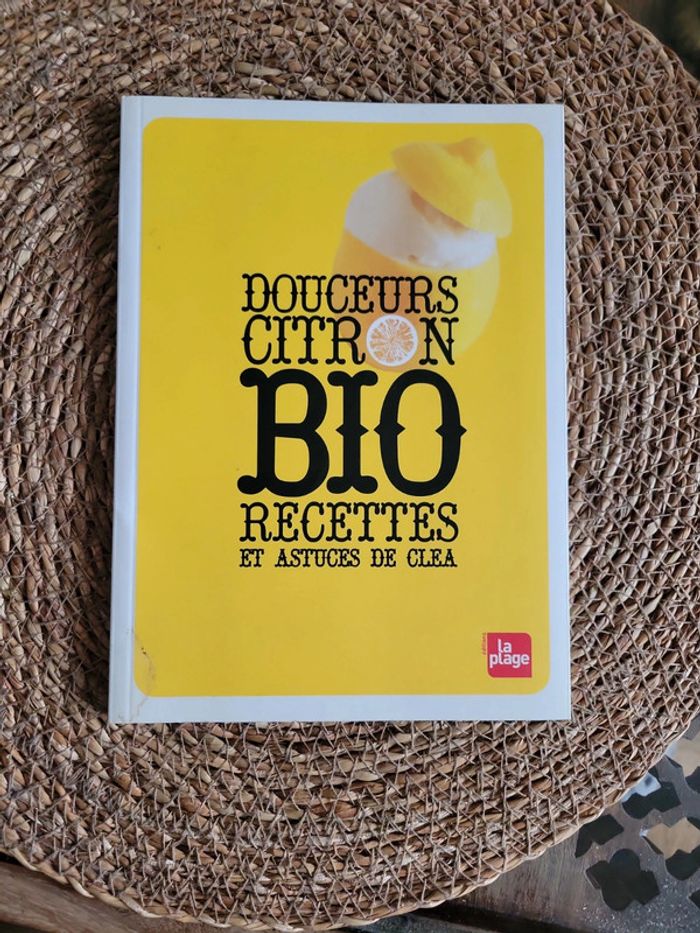 DOUCEURS
CITRON
BIO
RECETTES
ET ASTUCES DE CLEA
éditions
la
plage